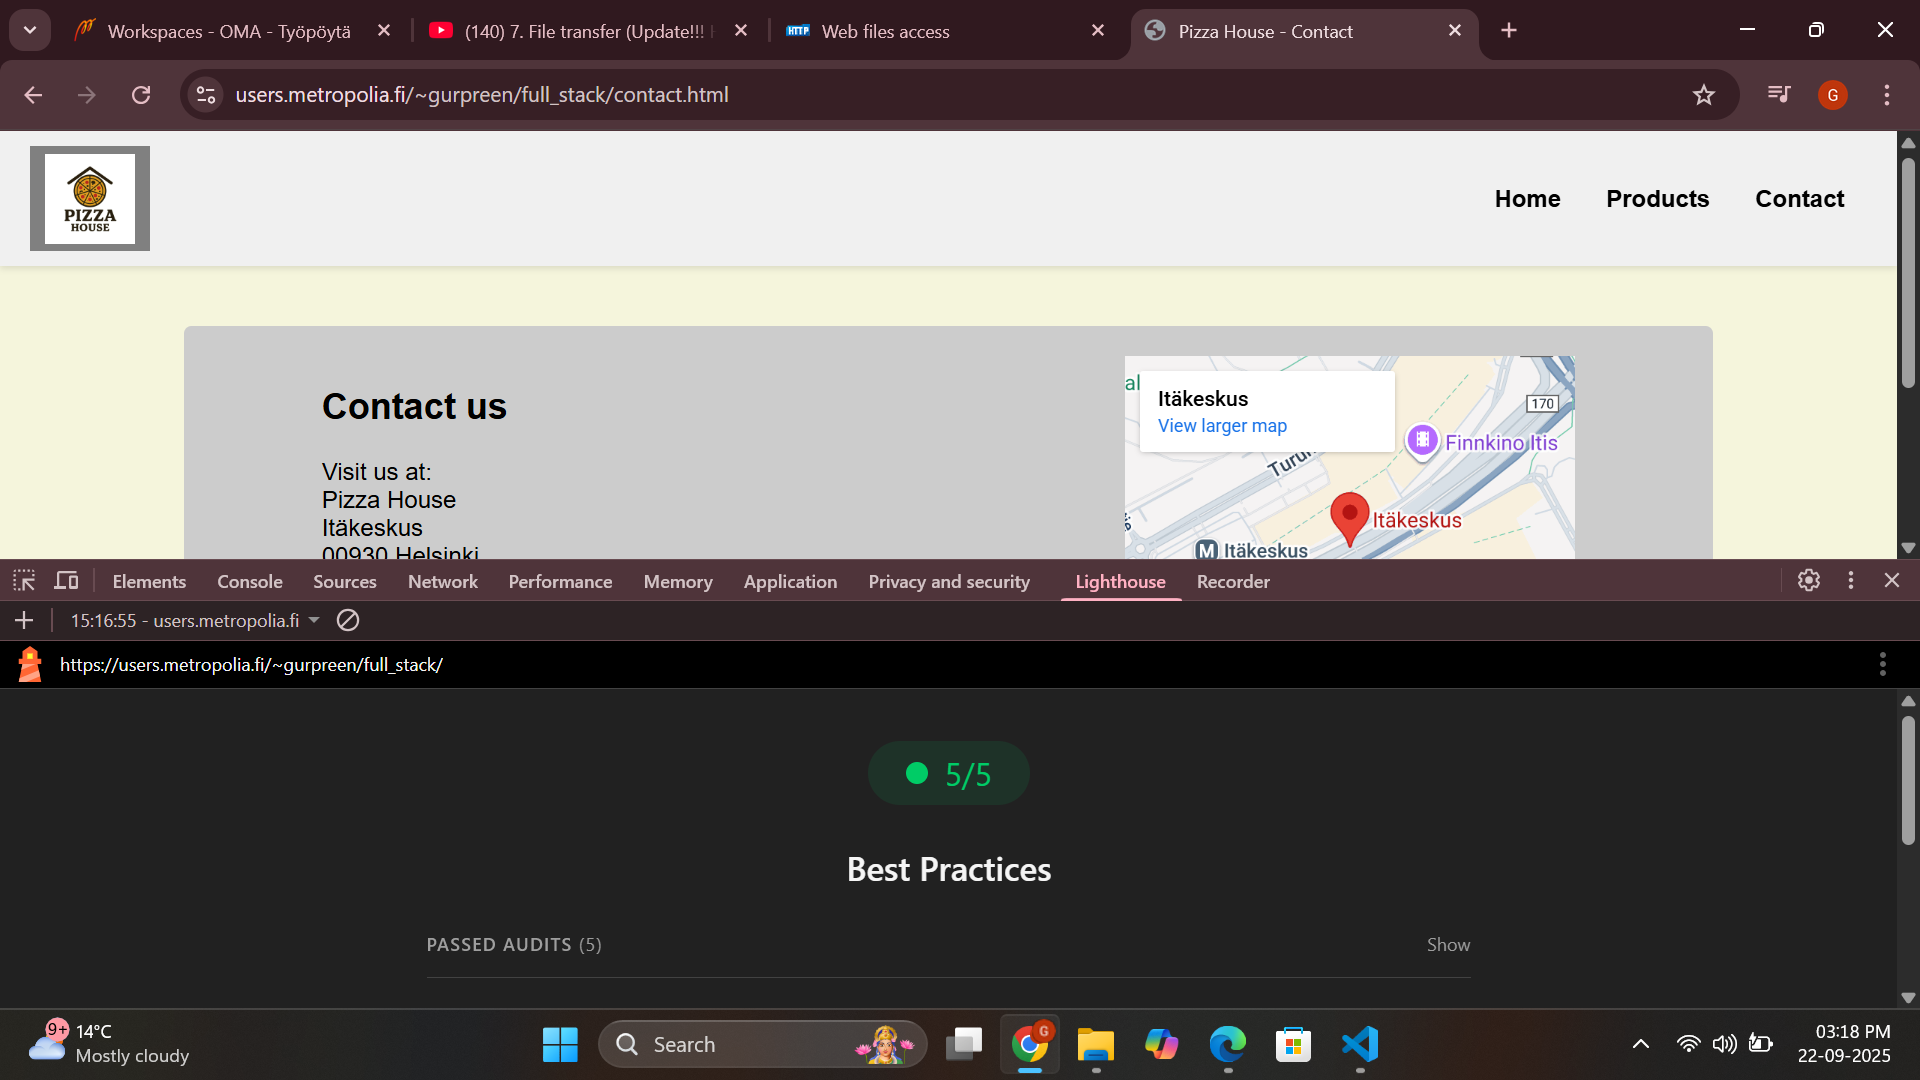 Workspaces - OMA - Työpöytä
(140) 7. File transfer (Update!!!
HTTP Web files access
Pizza House - Contact
users.metropolia.fi/~gurpreen/full_stack/contact.html
G
PIZZA
HOUSE
Home Products Contact
Contact us
Visit us at:
Pizza House
Itäkeskus
00930 Helsinki
al
Itäkeskus
View larger map
170
Finnkino Itis
Itäkeskus
M Itäkeskus
Elements Console Sources Network Performance Memory Application Privacy and security Lighthouse Recorder
15:16:55 - users.metropolia.fi
https://users.metropolia.fi/~gurpreen/full_stack/
5/5
Best Practices
PASSED AUDITS (5) Show
9+
14°C
Mostly cloudy
Search
G
03:18 PM
22-09-2025